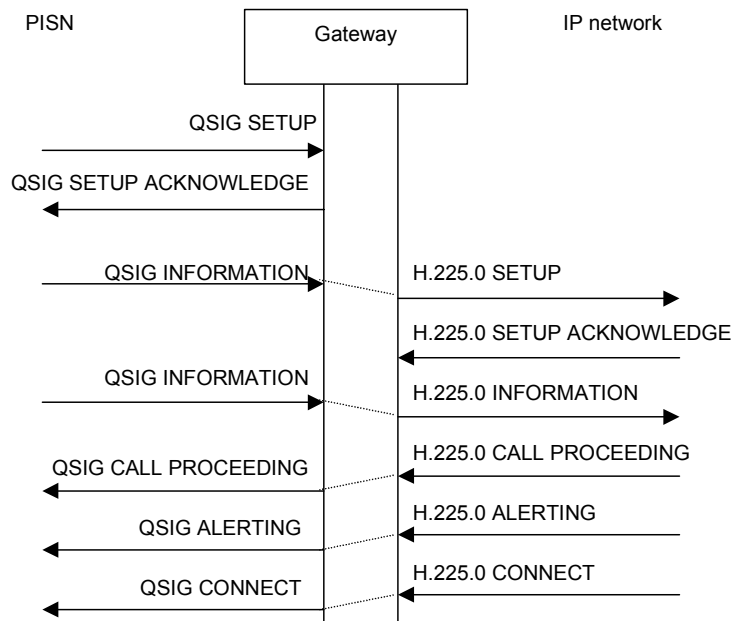 PISN
Gateway
IP network
QSIG SETUP
QSIG SETUP ACKNOWLEDGE
QSIG INFORMATION
H.225.0 SETUP
H.225.0 SETUP ACKNOWLEDGE
QSIG INFORMATION
H.225.0 INFORMATION
H.225.0 CALL PROCEEDING
QSIG CALL PROCEEDING
H.225.0 ALERTING
QSIG ALERTING
H.225.0 CONNECT
QSIG CONNECT